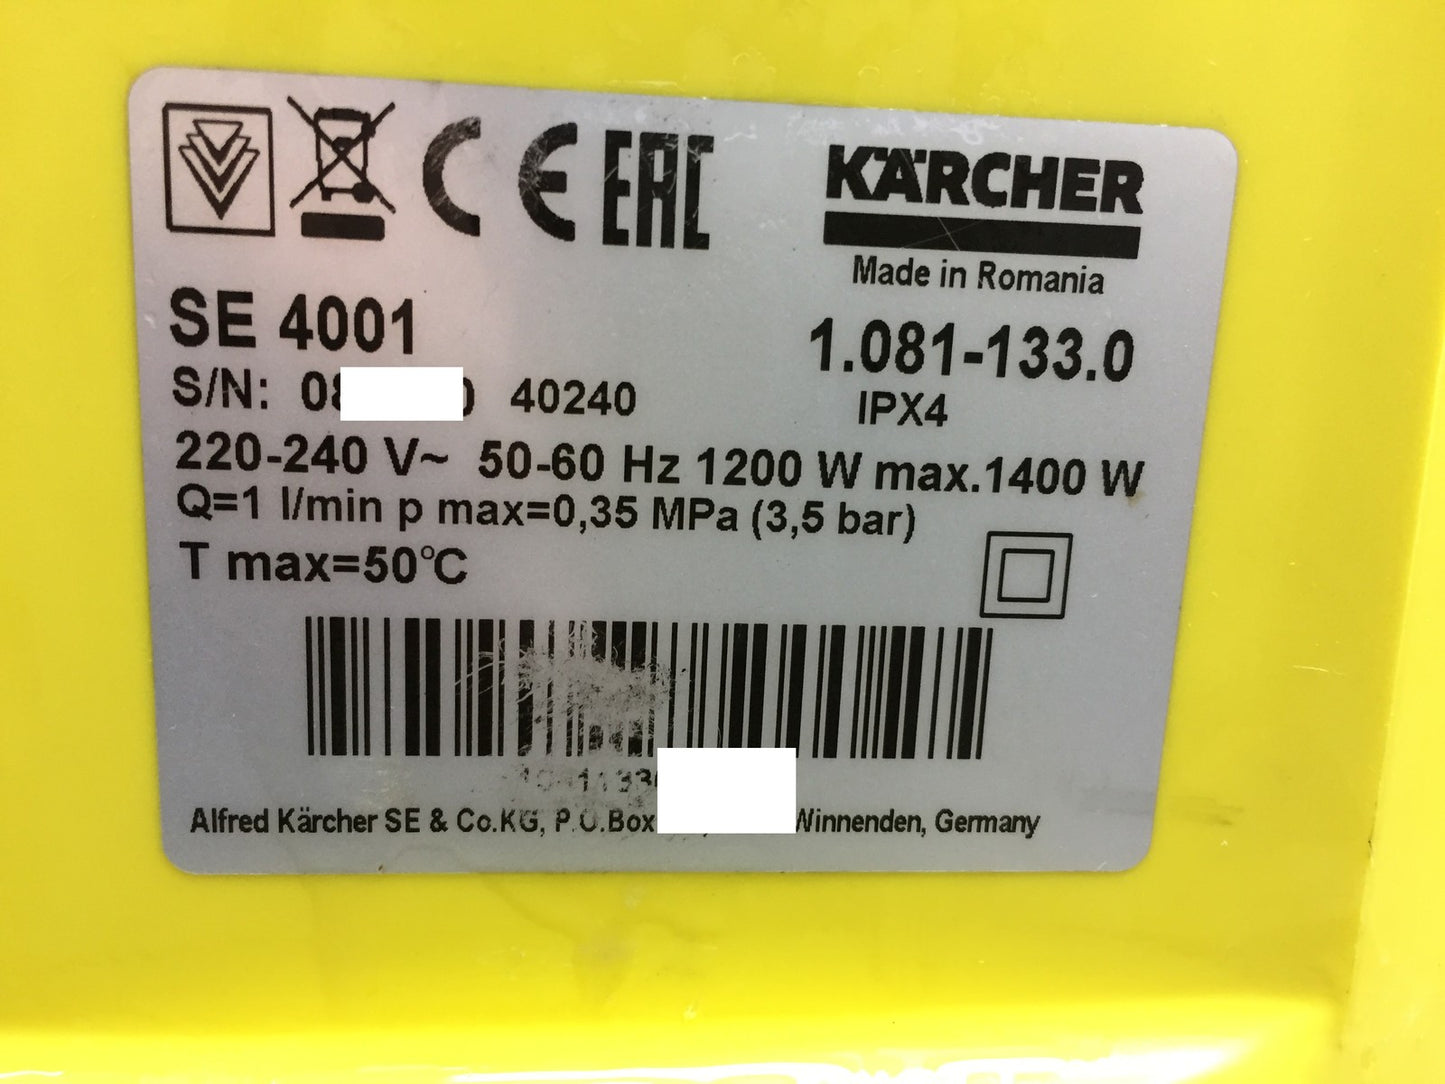 CE EAC
KÄRCHER
Made in Romania
SE 4001
1.081-133.0
S/N: 40240
IPX4
220-240 V~ 50-60 Hz 1200 W max.1400 W
Q=1 l/min p max=0,35 MPa (3,5 bar)
T max=50°C
Alfred Kärcher SE & Co.KG, P.O.Box Winnenden, Germany